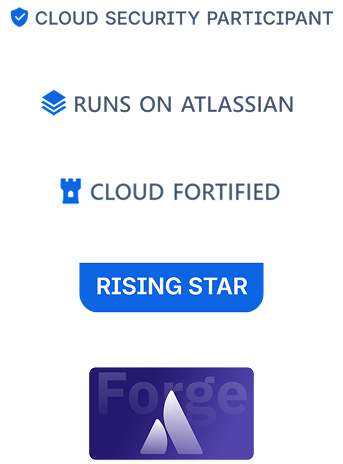 CLOUD SECURITY PARTICIPANT
RUNS ON ATLASSIAN
CLOUD FORTIFIED
RISING STAR
Forge